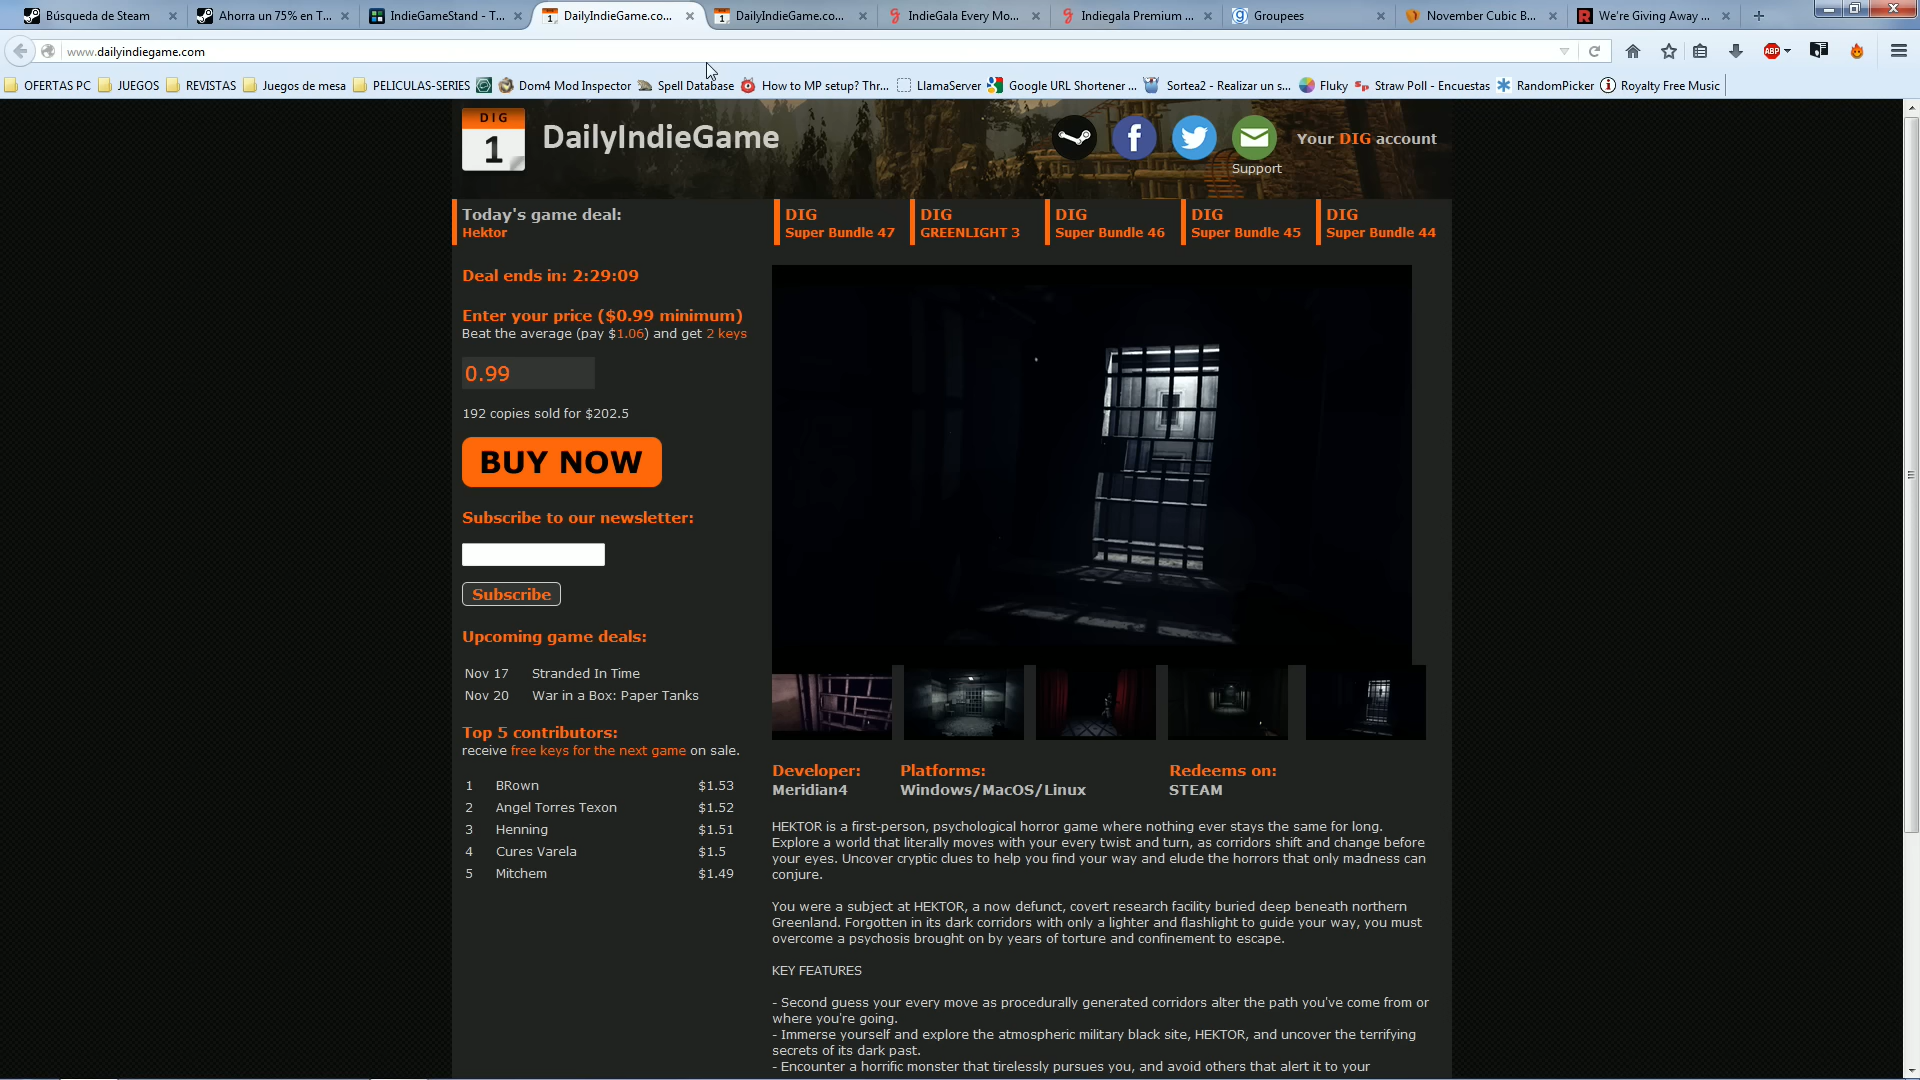 Búsqueda de Steam
Ahorra un 75% en T...
IndieGameStand - T...
DailyIndieGame.co...
DailyIndieGame.co...
IndieGala Every Mo...
Indiegala Premium ...
Groupees
November Cubic B...
We're Giving Away ...
www.dailyindiegame.com
ABP
OFERTAS PC
JUEGOS
REVISTAS
Juegos de mesa
PELICULAS-SERIES
Dom4 Mod Inspector
Spell Database
How to MP setup? Thr...
LlamaServer
Google URL Shortener ...
Sortea2 - Realizar un s...
Fluky
Straw Poll - Encuestas
RandomPicker
Royalty Free Music
DIG
1
DailyIndieGame
Support
Your DIG account
Today's game deal:
Hektor
DIG
Super Bundle 47
DIG
GREENLIGHT 3
DIG
Super Bundle 46
DIG
Super Bundle 45
DIG
Super Bundle 44
Deal ends in: 2:29:09
Enter your price ($0.99 minimum)
Beat the average (pay $1.06) and get 2 keys
0.99
192 copies sold for $202.5
BUY NOW
Subscribe to our newsletter:
Subscribe
Upcoming game deals:
Nov 17 Stranded In Time
Nov 20 War in a Box: Paper Tanks
Top 5 contributors:
receive free keys for the next game on sale.
1 BRown $1.53
2 Angel Torres Texon $1.52
3 Henning $1.51
4 Cures Varela $1.5
5 Mitchem $1.49
Developer:
Meridian4
Platforms:
Windows/MacOS/Linux
Redeems on:
STEAM
HEKTOR is a first-person, psychological horror game where nothing ever stays the same for long.
Explore a world that literally moves with your every twist and turn, as corridors shift and change before
your eyes. Uncover cryptic clues to help you find your way and elude the horrors that only madness can
conjure.
You were a subject at HEKTOR, a now defunct, covert research facility buried deep beneath northern
Greenland. Forgotten in its dark corridors with only a lighter and flashlight to guide your way, you must
overcome a psychosis brought on by years of torture and confinement to escape.
KEY FEATURES
- Second guess your every move as procedurally generated corridors alter the path you've come from or
where you're going.
- Immerse yourself and explore the atmospheric military black site, HEKTOR, and uncover the terrifying
secrets of its dark past.
- Encounter a horrific monster that tirelessly pursues you, and avoid others that alert it to your